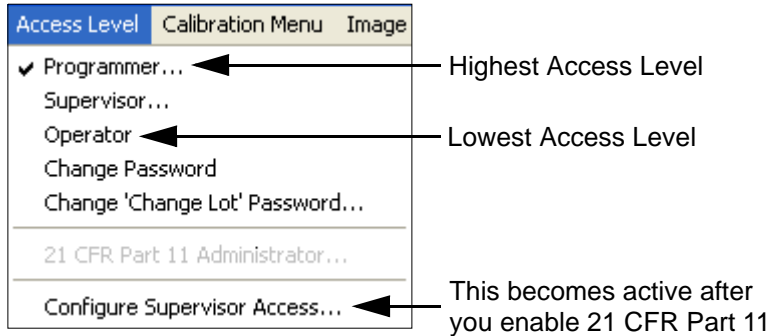 Access Level Calibration Menu Image
✔ Programmer...
Highest Access Level
Supervisor...
Operator
Lowest Access Level
Change Password
Change 'Change Lot' Password...
21 CFR Part 11 Administrator...
Configure Supervisor Access...
This becomes active after
you enable 21 CFR Part 11